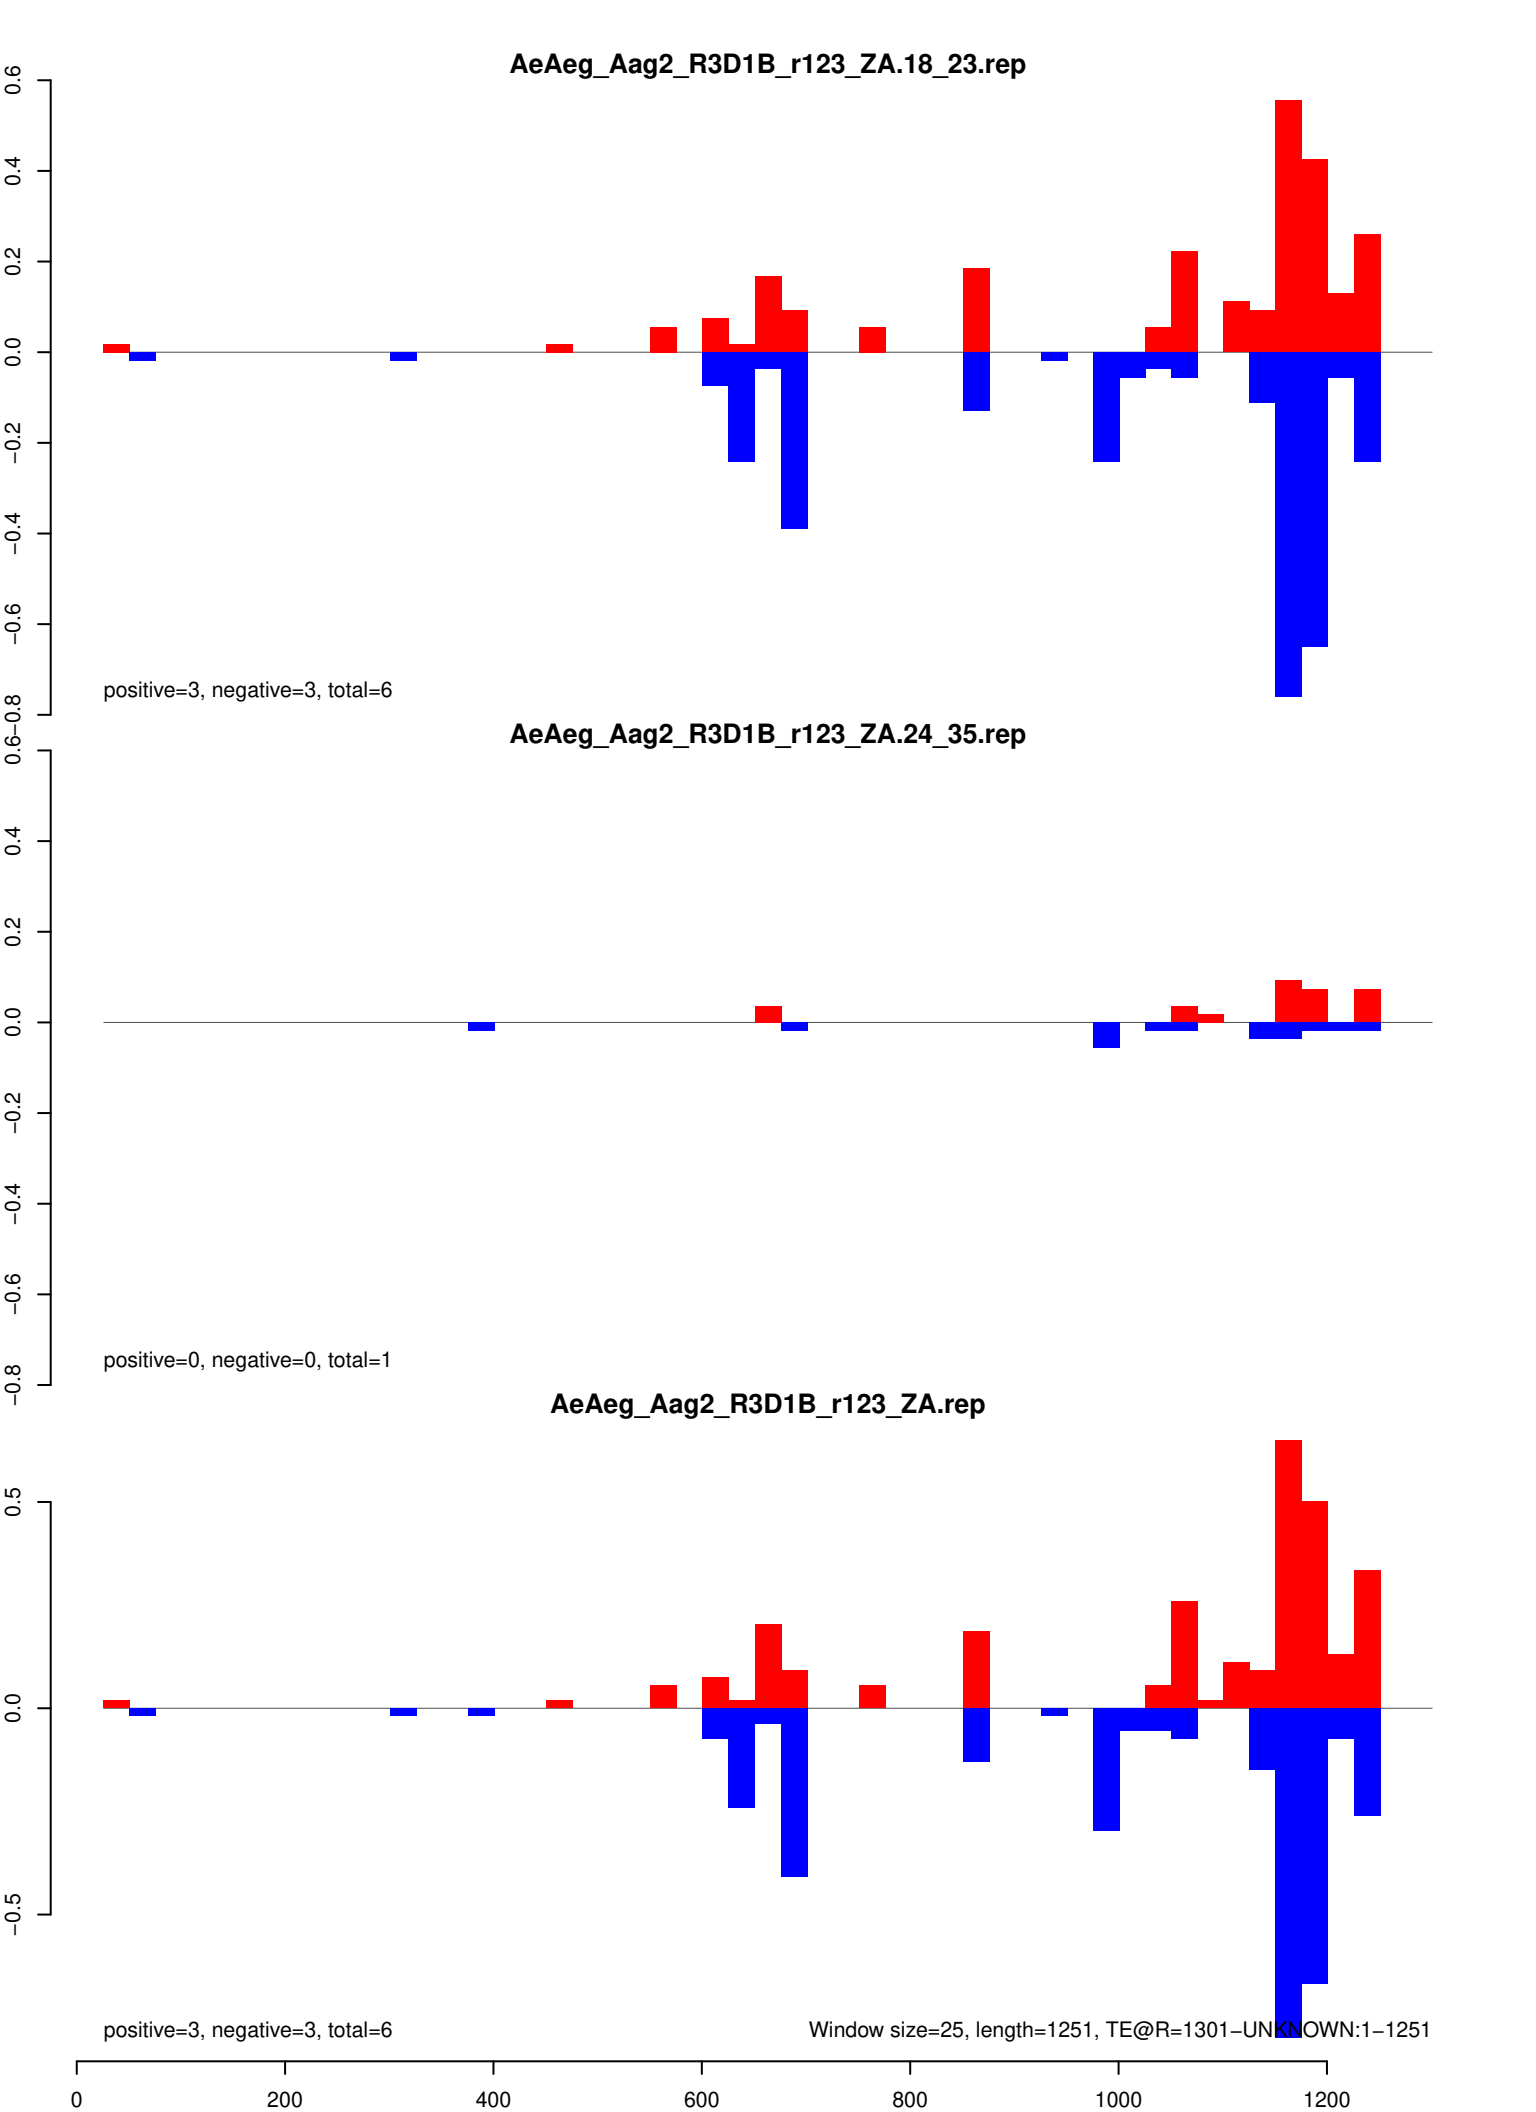 AeAeg_Aag2_R3D1B_r123_ZA.18_23.rep
0.6
0.4
0.2
0.0
−0.2
−0.4
−0.6
−0.8
positive=3, negative=3, total=6
AeAeg_Aag2_R3D1B_r123_ZA.24_35.rep
0.6
0.4
0.2
0.0
−0.2
−0.4
−0.6
−0.8
positive=0, negative=0, total=1
AeAeg_Aag2_R3D1B_r123_ZA.rep
0.5
0.0
−0.5
positive=3, negative=3, total=6
Window size=25, length=1251, TE@R=1301−UNKNOWN:1−1251
0 200 400 600 800 1000 1200